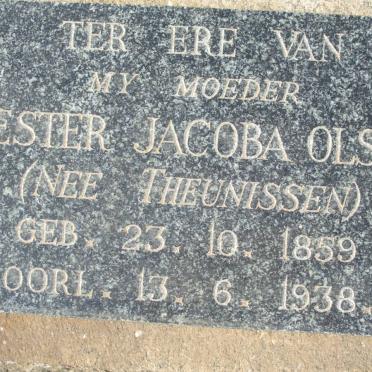 TER ERE VAN
MY MOEDER
ESTER JACOBA OLS
(NEE THEUNISSEN)
GEB. 23. 10. 1859
OORL. 13. 6. 1938.